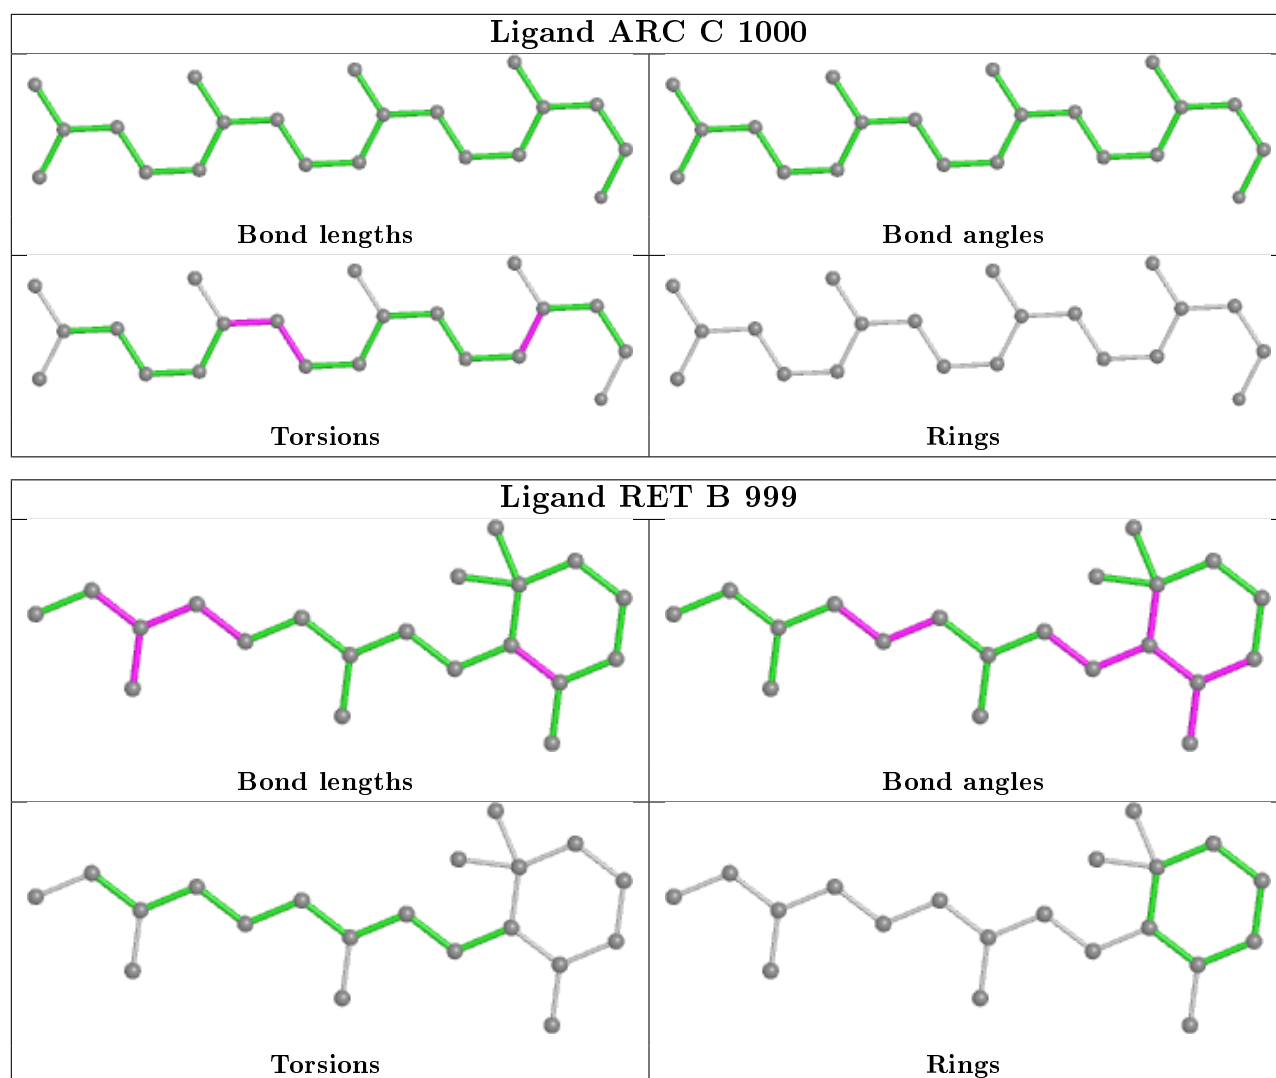 Ligand ARC C 1000
Bond lengths
Bond angles
Torsions
Rings
Ligand RET B 999
Bond lengths
Bond angles
Torsions
Rings